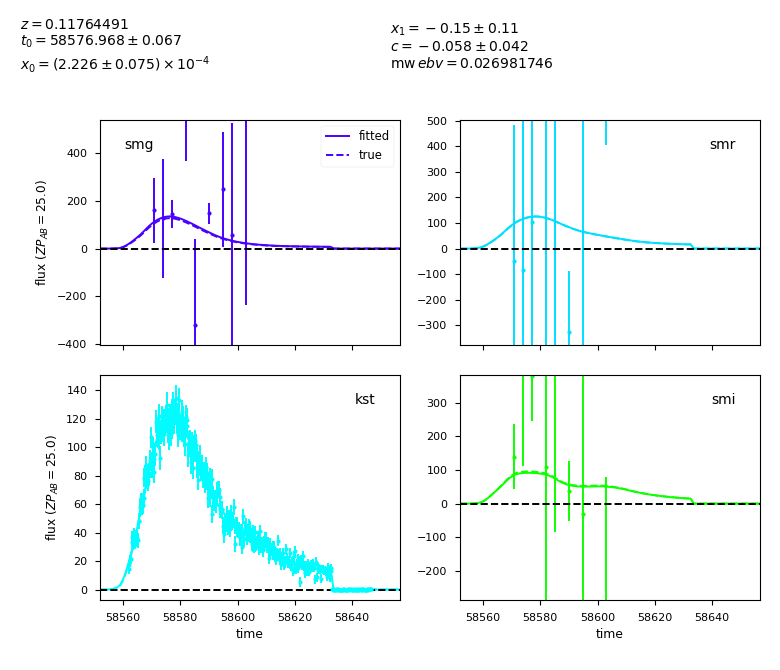 z = 0.11764491
t₀ = 58576.968 ± 0.067
x₀ = (2.226 ± 0.075) × 10⁻⁴
x₁ = −0.15 ± 0.11
c = −0.058 ± 0.042
mw ebv = 0.026981746
smg
fitted
true
400
200
0
−200
−400
flux (ZP_AB = 25.0)
smr
500
400
300
200
100
0
−100
−200
−300
kst
140
120
100
80
60
40
20
0
flux (ZP_AB = 25.0)
58560 58580 58600 58620 58640
time
smi
300
200
100
0
−100
−200
58560 58580 58600 58620 58640
time